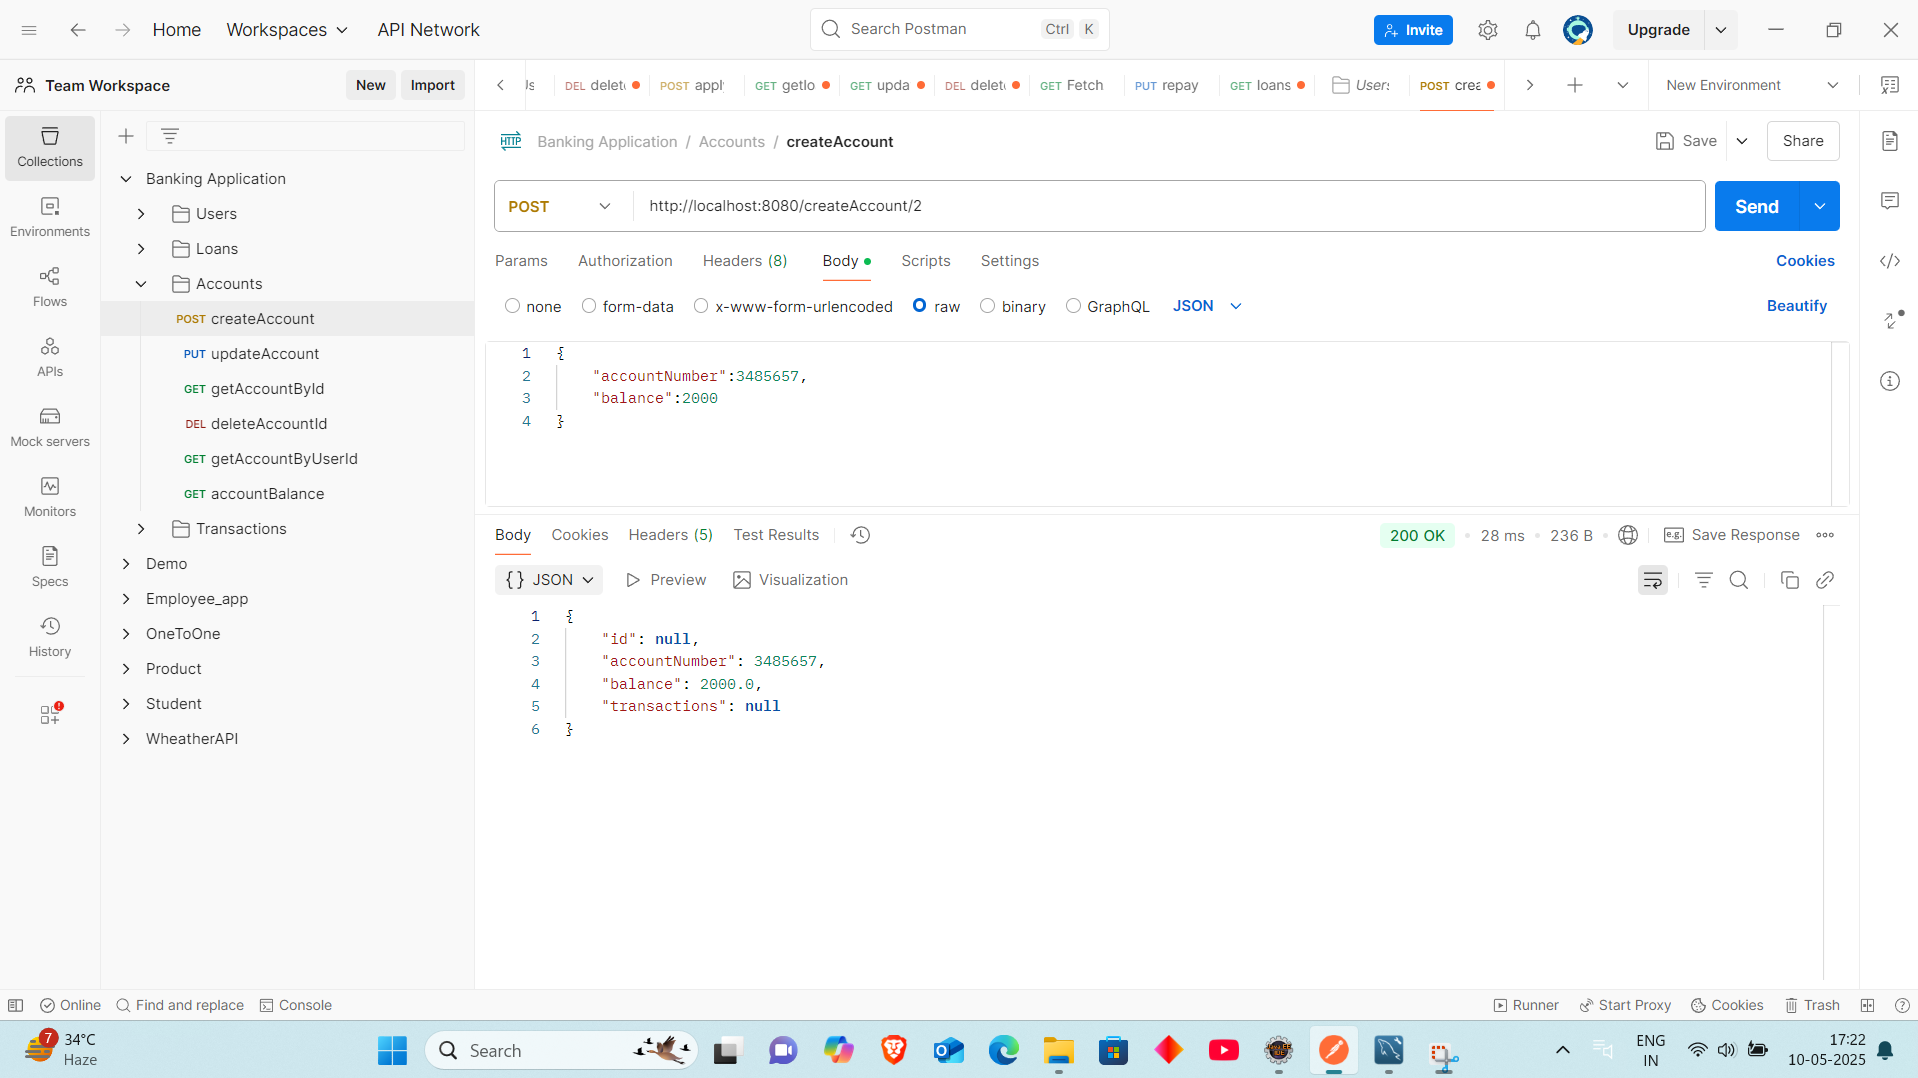 Home
Workspaces
API Network
Search Postman
Ctrl
K
Invite
Upgrade
Team Workspace
New
Import
DEL
POST
GET getlo
GET upda
DEL
GET Fetch
PUT repay
GET loans
Users
POST crea
New Environment
Collections
Environments
Flows
APIs
Mock servers
Monitors
Specs
History
Banking Application
Users
Loans
Accounts
POST createAccount
PUT updateAccount
GET getAccountById
DEL deleteAccountId
GET getAccountByUserId
GET accountBalance
Transactions
Demo
Employee_app
OneToOne
Product
Student
WheatherAPI
HTTP
Banking Application / Accounts / createAccount
Save
Share
POST
http://localhost:8080/createAccount/2
Send
Params
Authorization
Headers (8)
Body
Scripts
Settings
Cookies
none
form-data
x-www-form-urlencoded
raw
binary
GraphQL
JSON
Beautify
1 {
2 "accountNumber":3485657,
3 "balance":2000
4 }
Body
Cookies
Headers (5)
Test Results
200 OK
28 ms
236 B
e.g.
Save Response
{} JSON
Preview
Visualization
1 {
2 "id": null,
3 "accountNumber": 3485657,
4 "balance": 2000.0,
5 "transactions": null
6 }
Online
Find and replace
Console
Runner
Start Proxy
Cookies
Trash
7
34°C
Haze
Search
ENG
IN
17:22
10-05-2025